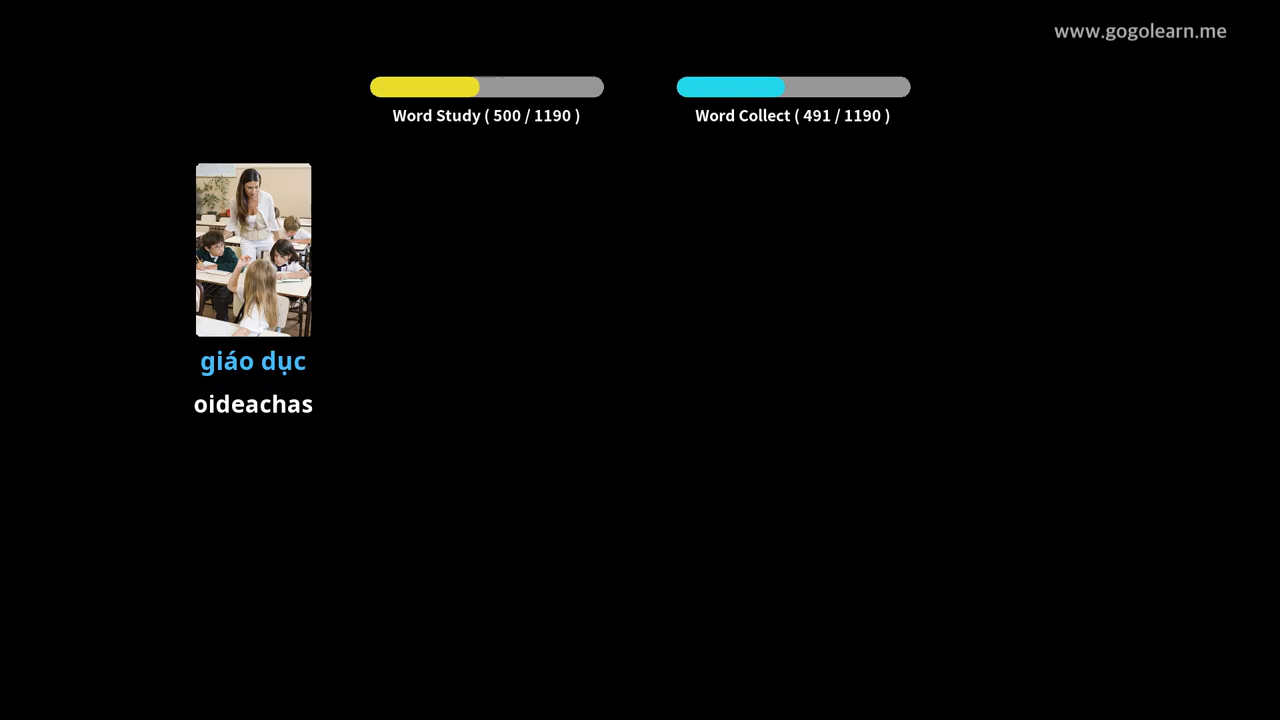 www.gogolearn.me
Word Study ( 500 / 1190 )
Word Collect ( 491 / 1190 )
giáo dục
oideachas